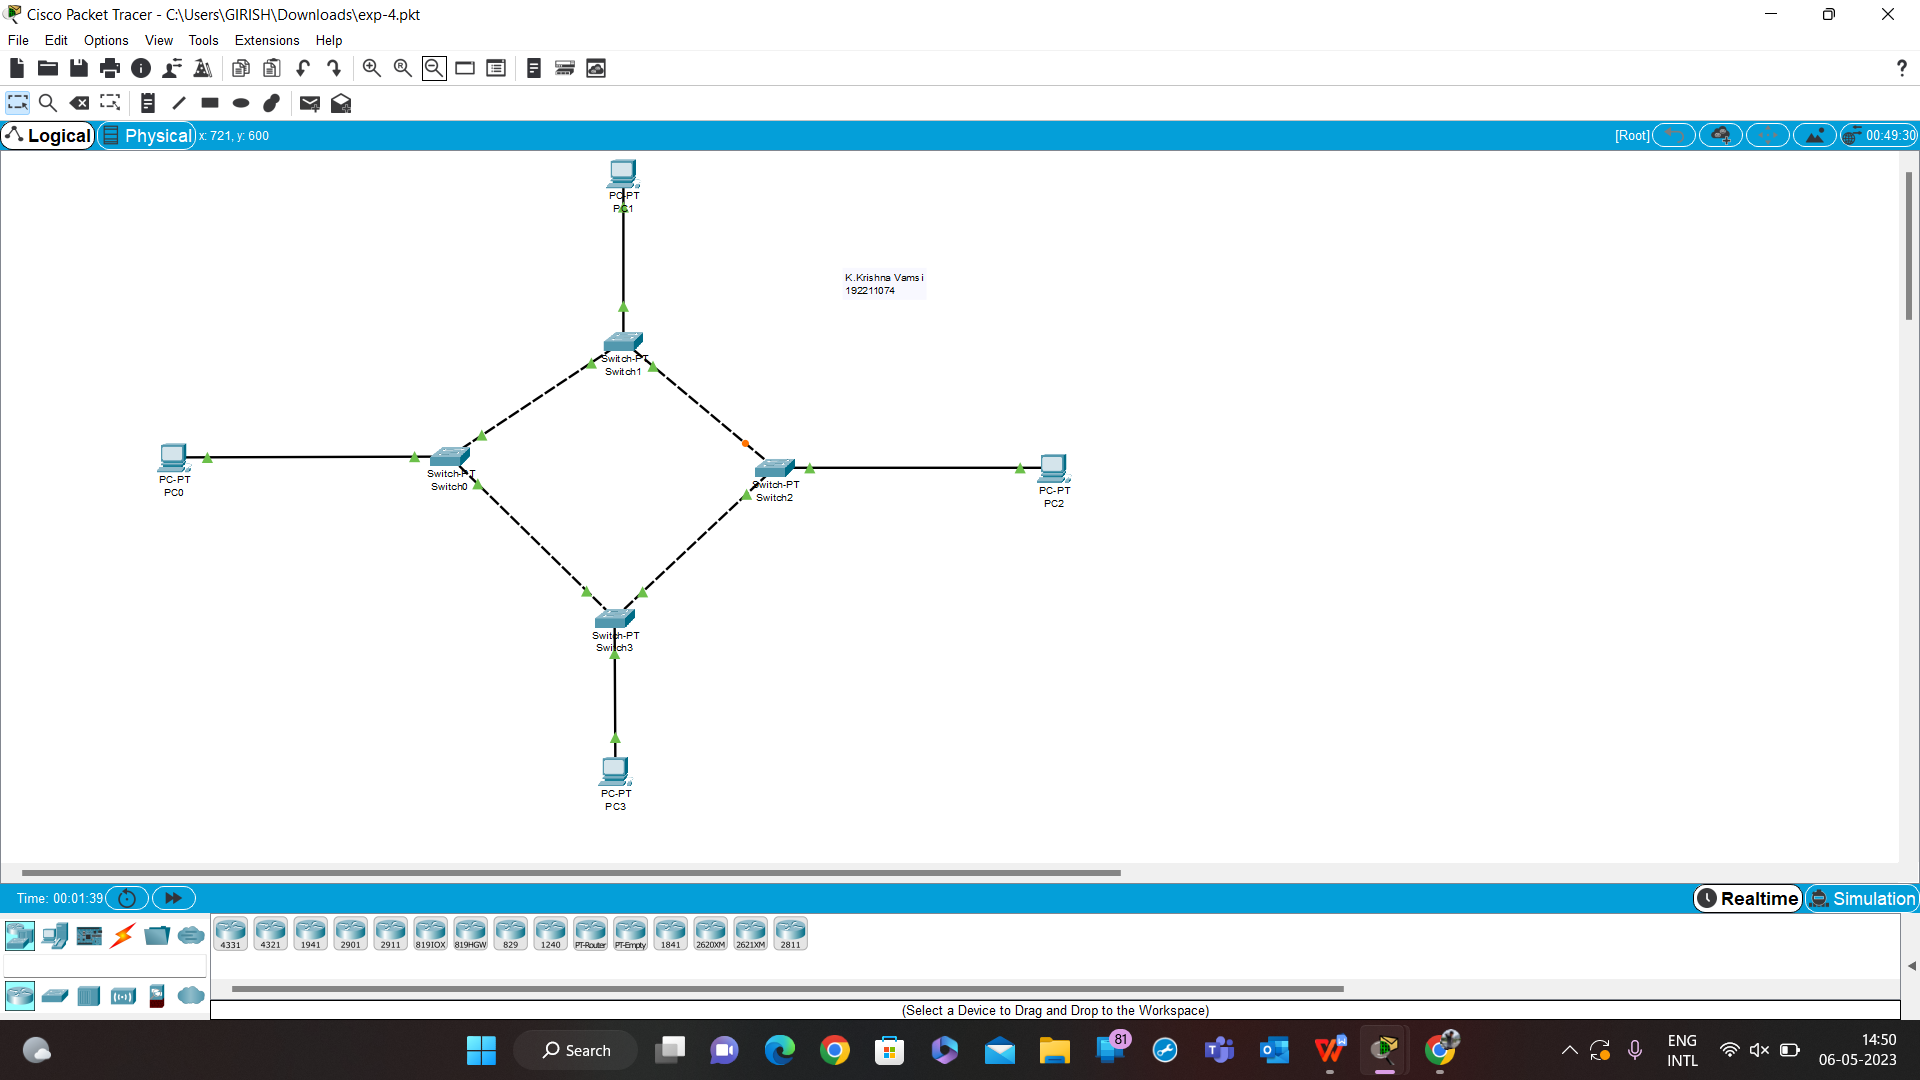 Cisco Packet Tracer - C:\Users\GIRISH\Downloads\exp-4.pkt
File Edit Options View Tools Extensions Help
?
Logical Physical x: 721, y: 600 [Root] 00:49:30
PC-PT
PC1
K.Krishna Vamsi
192211074
Switch-PT
Switch1
PC-PT
PC0
Switch-PT
Switch0
Switch-PT
Switch2
PC-PT
PC2
Switch-PT
Switch3
PC-PT
PC3
Time: 00:01:39 Realtime Simulation
4331 4321 1941 2901 2911 819IOX 819HGW 829 1240 PT-Router PT-Empty 1841 2620XM 2621XM 2811
(Select a Device to Drag and Drop to the Workspace)
Search 81 ENG 14:50
INTL 06-05-2023